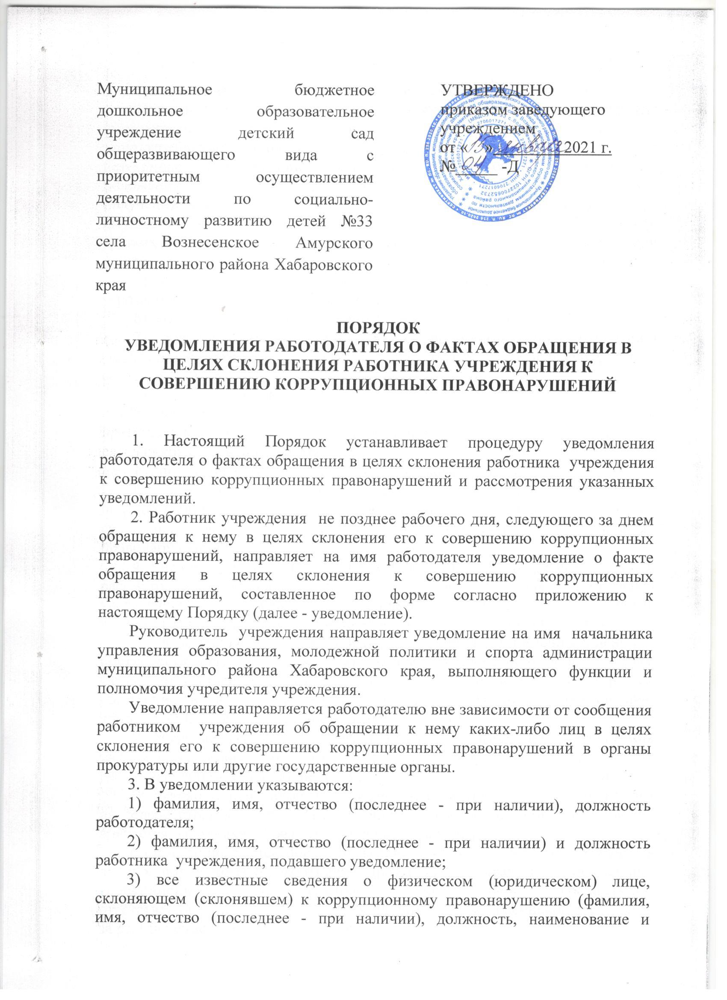 Муниципальное бюджетное
дошкольное образовательное
учреждение детский сад
общеразвивающего вида с
приоритетным осуществлением
деятельности по социально-
личностному развитию детей №33
села Вознесенское Амурского
муниципального района Хабаровского
края
УТВЕРЖДЕНО
приказом заведующего
учреждением
от «15» января 2021 г.
№ 04 -Д
ПОРЯДОК
УВЕДОМЛЕНИЯ РАБОТОДАТЕЛЯ О ФАКТАХ ОБРАЩЕНИЯ В
ЦЕЛЯХ СКЛОНЕНИЯ РАБОТНИКА УЧРЕЖДЕНИЯ К
СОВЕРШЕНИЮ КОРРУПЦИОННЫХ ПРАВОНАРУШЕНИЙ
1. Настоящий Порядок устанавливает процедуру уведомления
работодателя о фактах обращения в целях склонения работника учреждения
к совершению коррупционных правонарушений и рассмотрения указанных
уведомлений.
2. Работник учреждения не позднее рабочего дня, следующего за днем
обращения к нему в целях склонения его к совершению коррупционных
правонарушений, направляет на имя работодателя уведомление о факте
обращения в целях склонения к совершению коррупционных
правонарушений, составленное по форме согласно приложению к
настоящему Порядку (далее - уведомление).
Руководитель учреждения направляет уведомление на имя начальника
управления образования, молодежной политики и спорта администрации
муниципального района Хабаровского края, выполняющего функции и
полномочия учредителя учреждения.
Уведомление направляется работодателю вне зависимости от сообщения
работником учреждения об обращении к нему каких-либо лиц в целях
склонения его к совершению коррупционных правонарушений в органы
прокуратуры или другие государственные органы.
3. В уведомлении указываются:
1) фамилия, имя, отчество (последнее - при наличии), должность
работодателя;
2) фамилия, имя, отчество (последнее - при наличии) и должность
работника учреждения, подавшего уведомление;
3) все известные сведения о физическом (юридическом) лице,
склоняющем (склонявшем) к коррупционному правонарушению (фамилия,
имя, отчество (последнее - при наличии), должность, наименование и